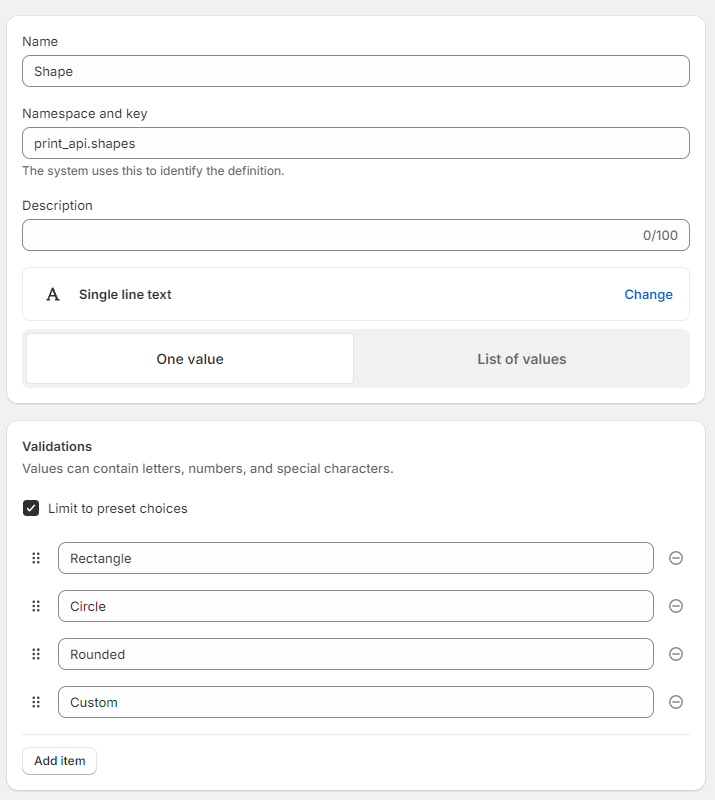 Name
Shape
Namespace and key
print_api.shapes
The system uses this to identify the definition.
Description
0/100
A Single line text Change
One value List of values
Validations
Values can contain letters, numbers, and special characters.
Limit to preset choices
Rectangle
Circle
Rounded
Custom
Add item